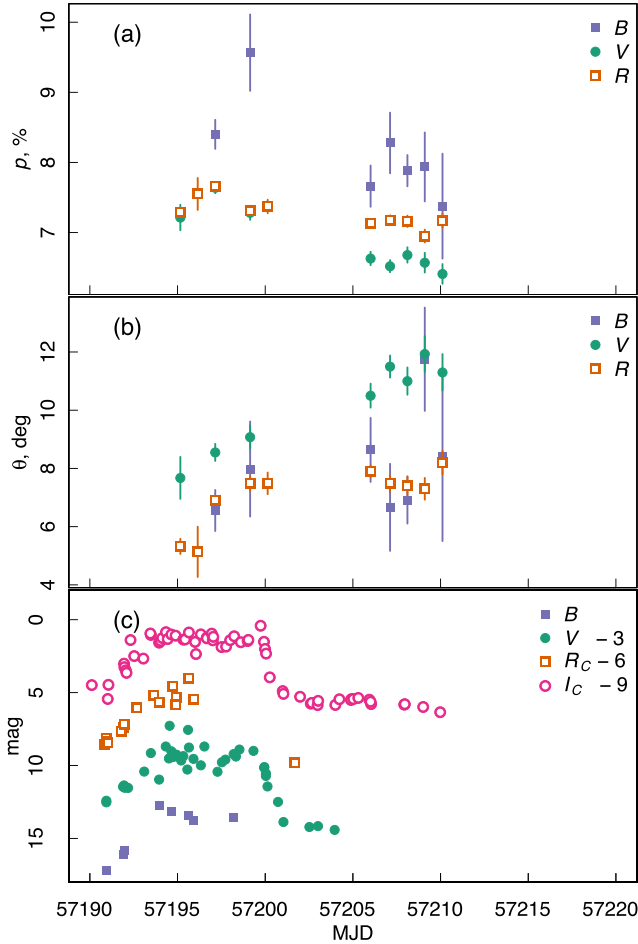 (a)
B
V
R
p, %
10
9
8
7
(b)
B
V
R
θ, deg
12
10
8
6
4
(c)
B
V − 3
R_C − 6
I_C − 9
mag
0
5
10
15
57190 57195 57200 57205 57210 57215 57220
MJD